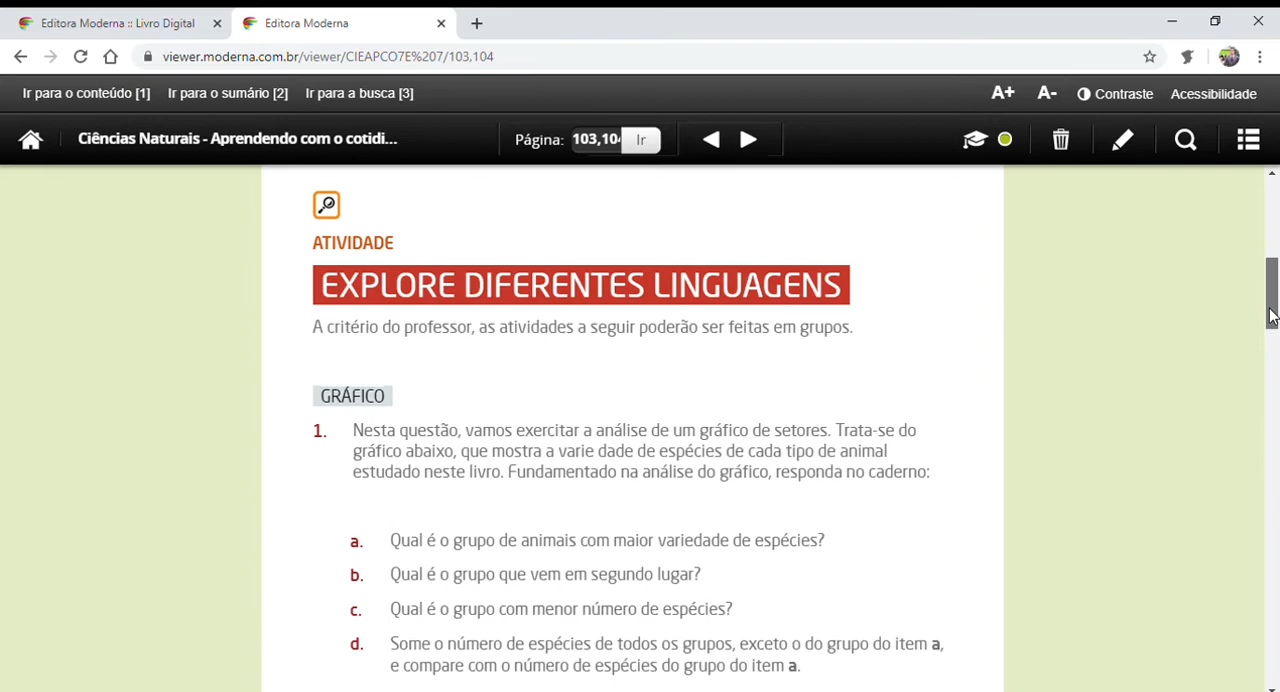 Editora Moderna :: Livro Digital
Editora Moderna
viewer.moderna.com.br/viewer/CIEAPCO7E%207/103,104
Ir para o conteúdo [1] Ir para o sumário [2] Ir para a busca [3]
A+ A- Contraste Acessibilidade
Ciências Naturais - Aprendendo com o cotidi...
Página: 103,104 Ir
ATIVIDADE
EXPLORE DIFERENTES LINGUAGENS
A critério do professor, as atividades a seguir poderão ser feitas em grupos.
GRÁFICO
1. Nesta questão, vamos exercitar a análise de um gráfico de setores. Trata-se do
gráfico abaixo, que mostra a varie dade de espécies de cada tipo de animal
estudado neste livro. Fundamentado na análise do gráfico, responda no caderno:
a. Qual é o grupo de animais com maior variedade de espécies?
b. Qual é o grupo que vem em segundo lugar?
c. Qual é o grupo com menor número de espécies?
d. Some o número de espécies de todos os grupos, exceto o do grupo do item a,
e compare com o número de espécies do grupo do item a.